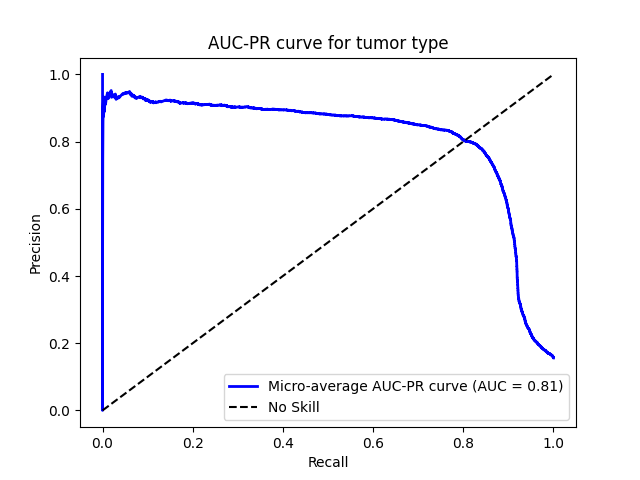 AUC-PR curve for tumor type
1.0
0.8
0.6
0.4
0.2
0.0
Precision
0.0 0.2 0.4 0.6 0.8 1.0
Recall
Micro-average AUC-PR curve (AUC = 0.81)
No Skill